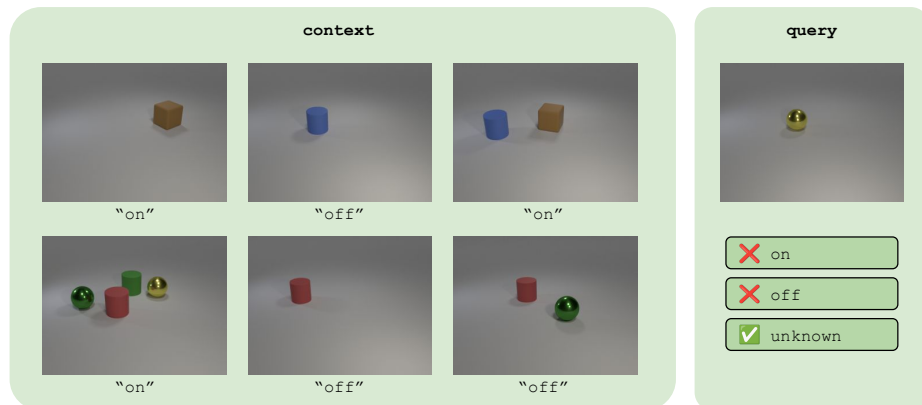 context
query
“on”
“off”
“on”
“on”
“off”
“off”
❌ on
❌ off
✅ unknown